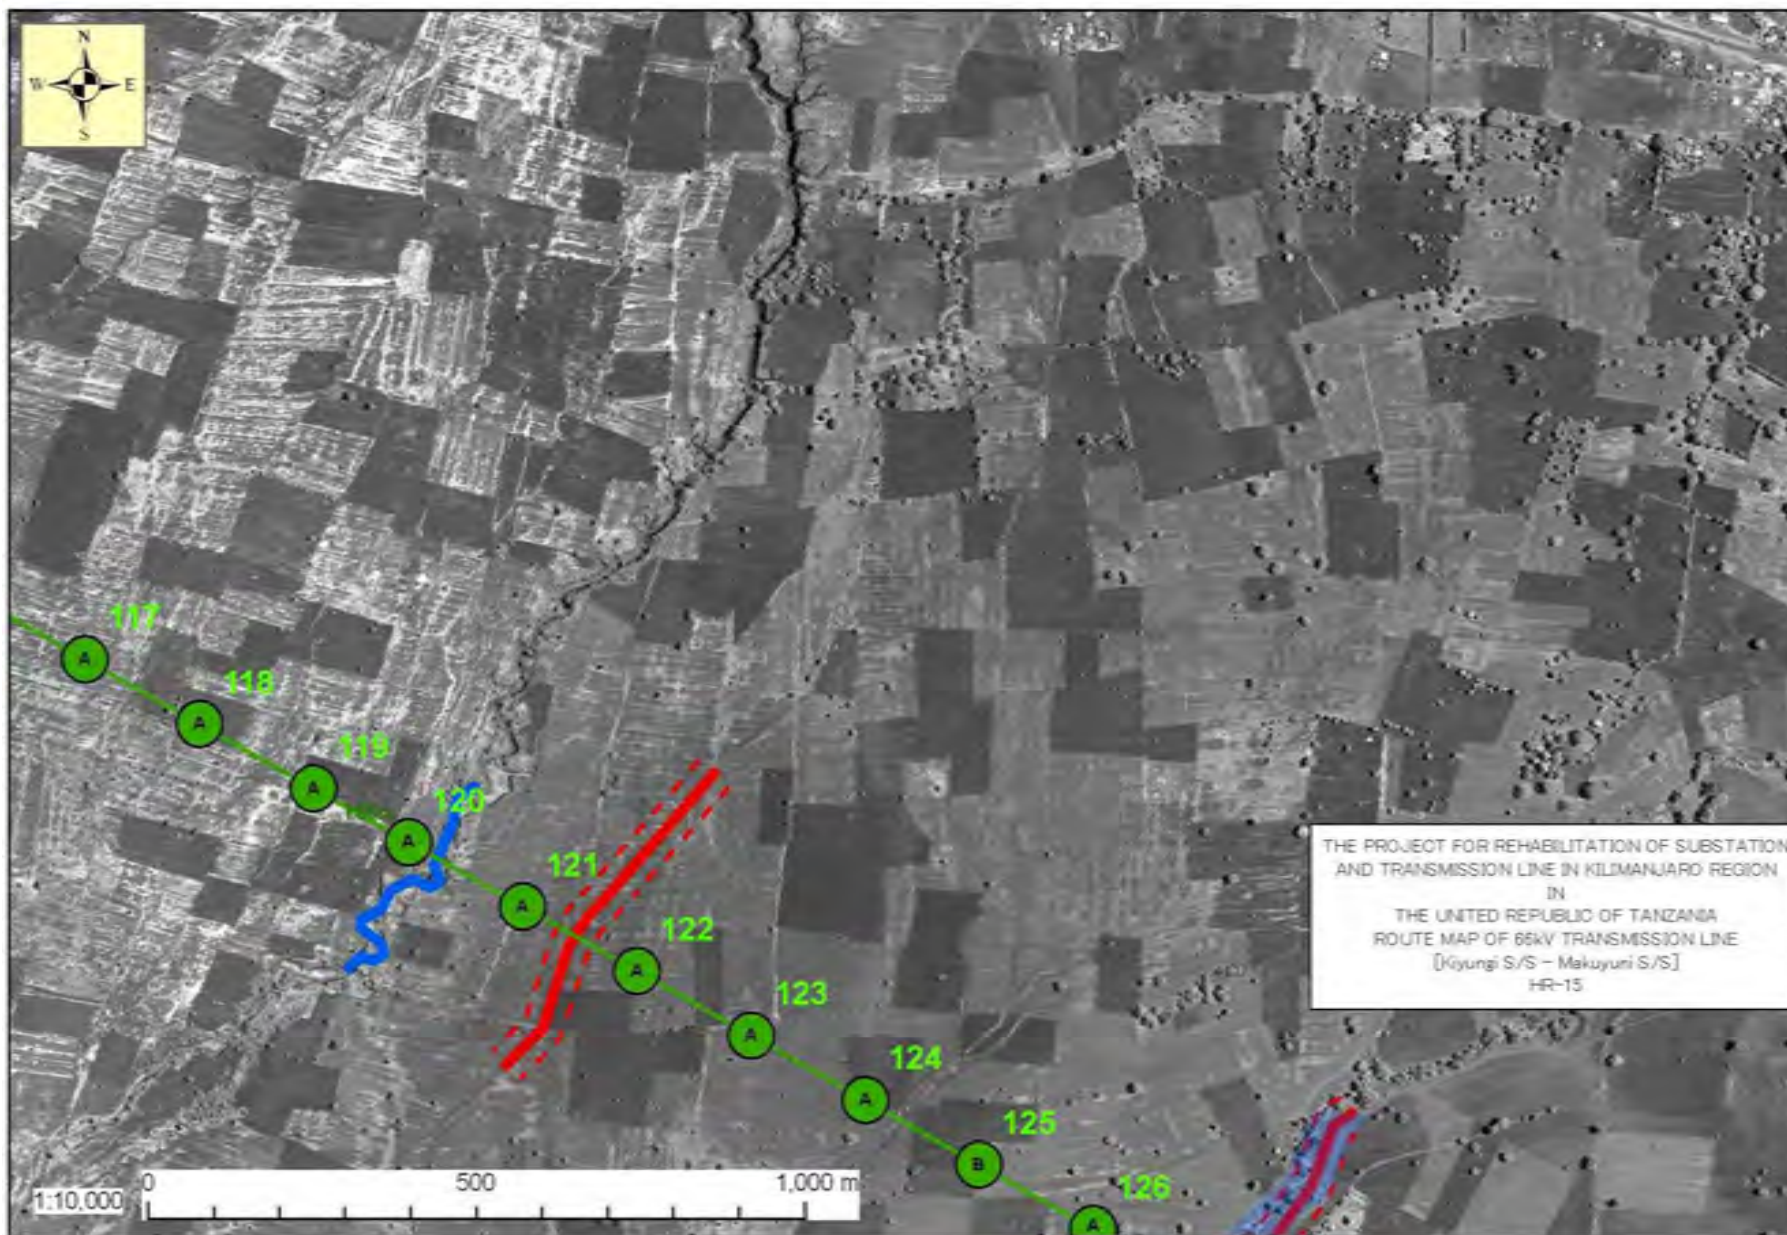 N
W E
S
117
A
118
A
119
A
120
A
121
A
122
A
123
A
124
A
125
B
126
A
THE PROJECT FOR REHABILITATION OF SUBSTATION
AND TRANSMISSION LINE IN KILIMANJARO REGION
IN
THE UNITED REPUBLIC OF TANZANIA
ROUTE MAP OF 66kV TRANSMISSION LINE
[Kiyungi S/S - Makuyuni S/S]
HR-15
1:10,000
0 500 1,000 m